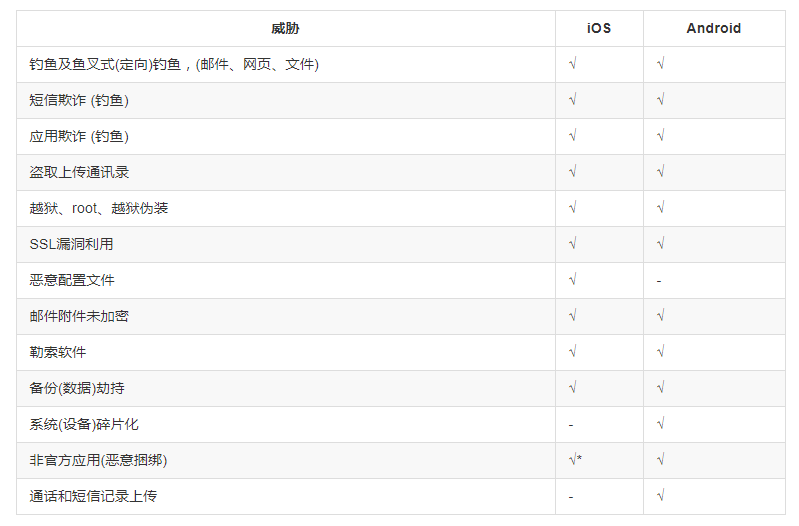 威胁 iOS Android
钓鱼及鱼叉式(定向)钓鱼，(邮件、网页、文件) √ √
短信欺诈 (钓鱼) √ √
应用欺诈 (钓鱼) √ √
盗取上传通讯录 √ √
越狱、root、越狱伪装 √ √
SSL漏洞利用 √ √
恶意配置文件 √ -
邮件附件未加密 √ √
勒索软件 √ √
备份(数据)劫持 √ √
系统(设备)碎片化 - √
非官方应用(恶意捆绑) √* √
通话和短信记录上传 - √